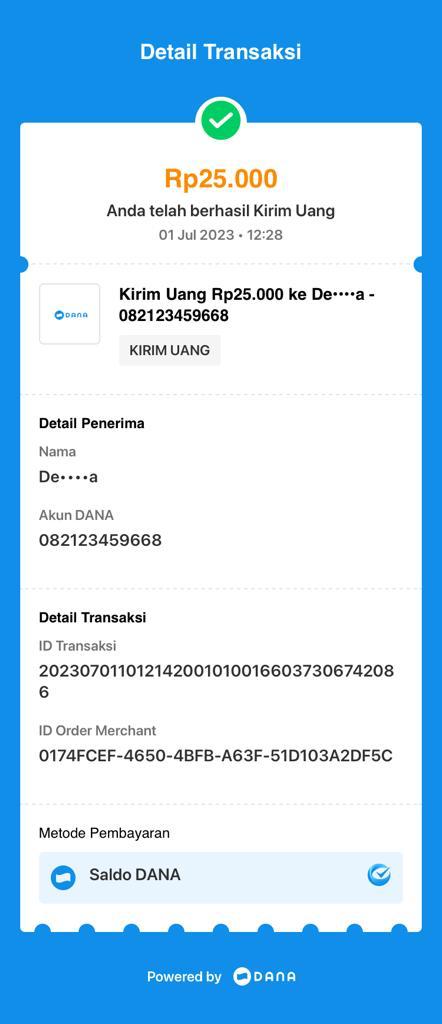 Detail Transaksi
Rp25.000
Anda telah berhasil Kirim Uang
01 Jul 2023 • 12:28
DANA
Kirim Uang Rp25.000 ke De••••a -
082123459668
KIRIM UANG
Detail Penerima
Nama
De••••a
Akun DANA
082123459668
Detail Transaksi
ID Transaksi
202307011012142001010016603730674208
6
ID Order Merchant
0174FCEF-4650-4BFB-A63F-51D103A2DF5C
Metode Pembayaran
Saldo DANA
Powered by DANA